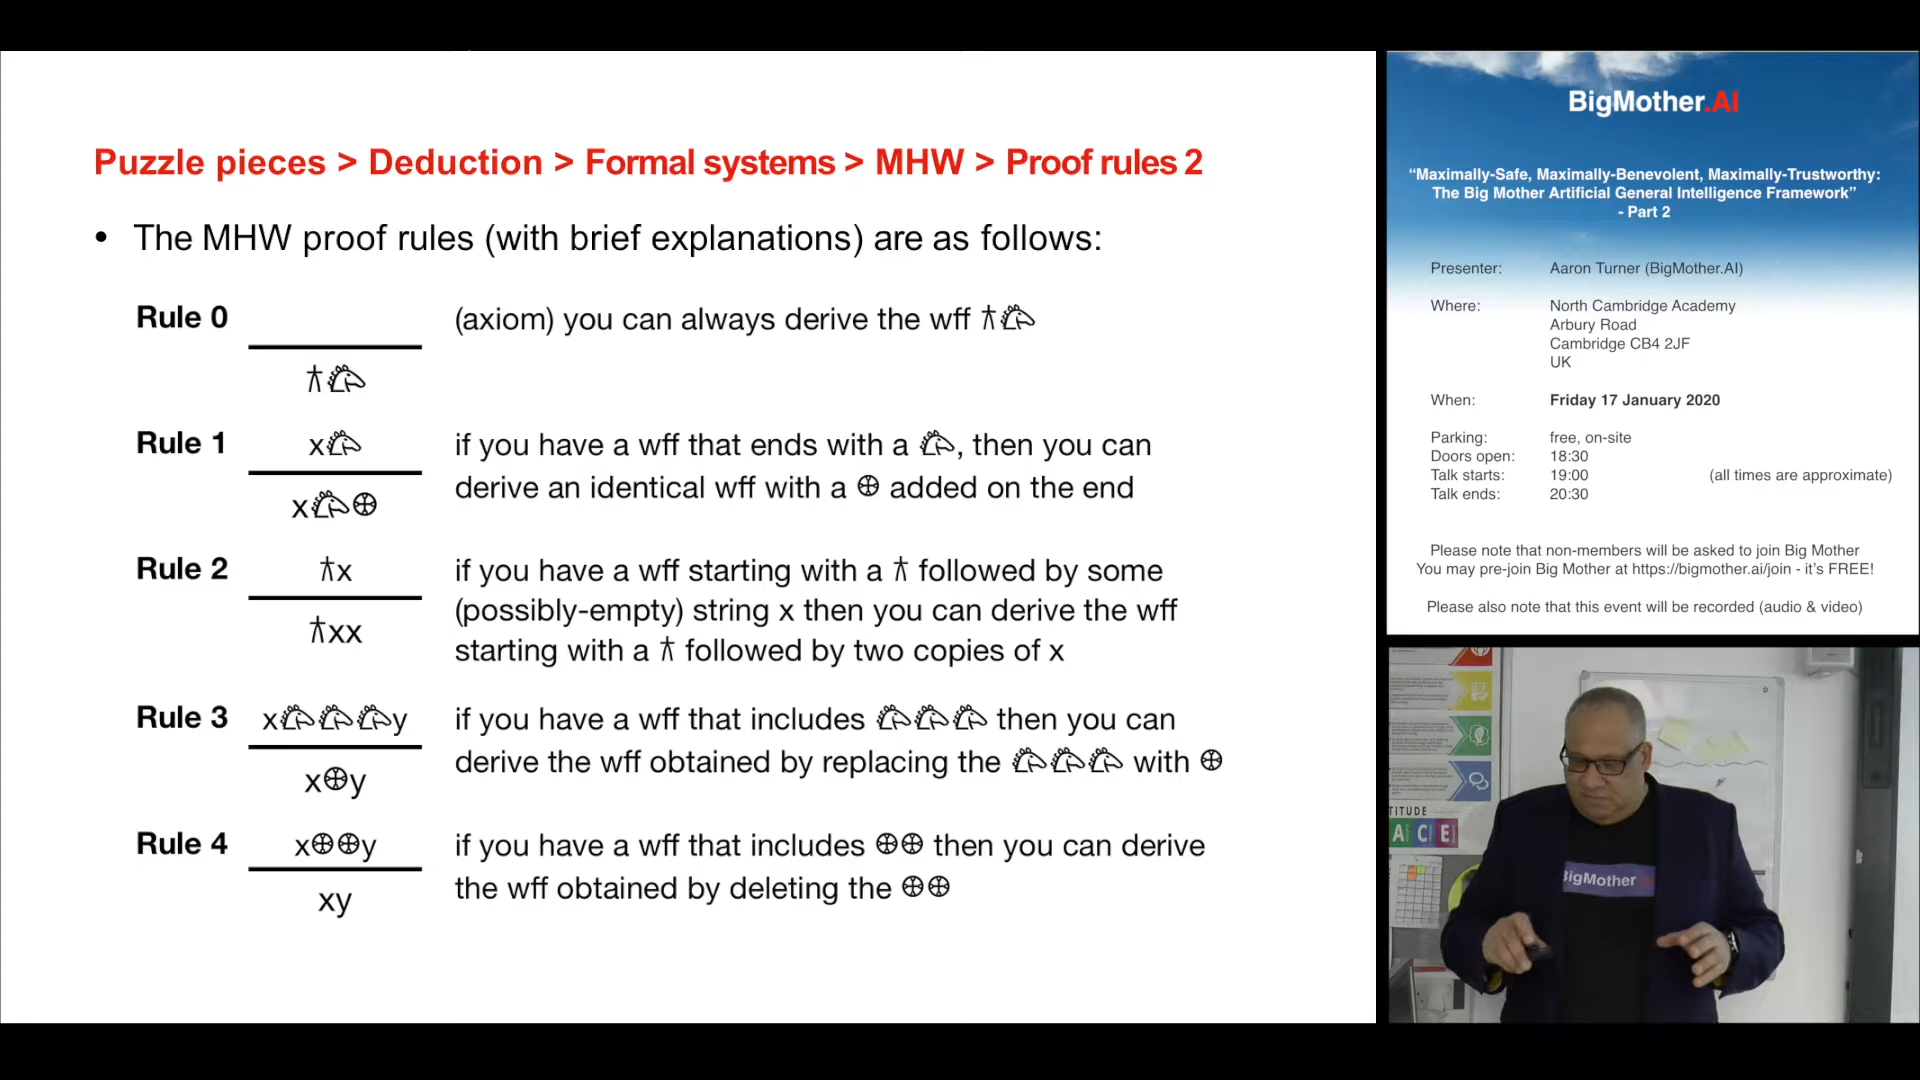 Puzzle pieces > Deduction > Formal systems > MHW > Proof rules 2
• The MHW proof rules (with brief explanations) are as follows:
Rule 0
(axiom) you can always derive the wff
Rule 1
x
x
if you have a wff that ends with a , then you can
derive an identical wff with a added on the end
Rule 2
x
xx
if you have a wff starting with a followed by some
(possibly-empty) string x then you can derive the wff
starting with a followed by two copies of x
Rule 3
x y
x⊕y
if you have a wff that includes then you can
derive the wff obtained by replacing the with ⊕
Rule 4
x⊕⊕y
xy
if you have a wff that includes ⊕⊕ then you can derive
the wff obtained by deleting the ⊕⊕
BigMother.AI
“Maximally-Safe, Maximally-Benevolent, Maximally-Trustworthy:
The Big Mother Artificial General Intelligence Framework”
- Part 2
Presenter: Aaron Turner (BigMother.AI)
Where: North Cambridge Academy
Arbury Road
Cambridge CB4 2JF
UK
When: Friday 17 January 2020
Parking: free, on-site
Doors open: 18:30
Talk starts: 19:00 (all times are approximate)
Talk ends: 20:30
Please note that non-members will be asked to join Big Mother
You may pre-join Big Mother at https://bigmother.ai/join - it’s FREE!
Please also note that this event will be recorded (audio & video)
TITUDE
ACE
BigMother